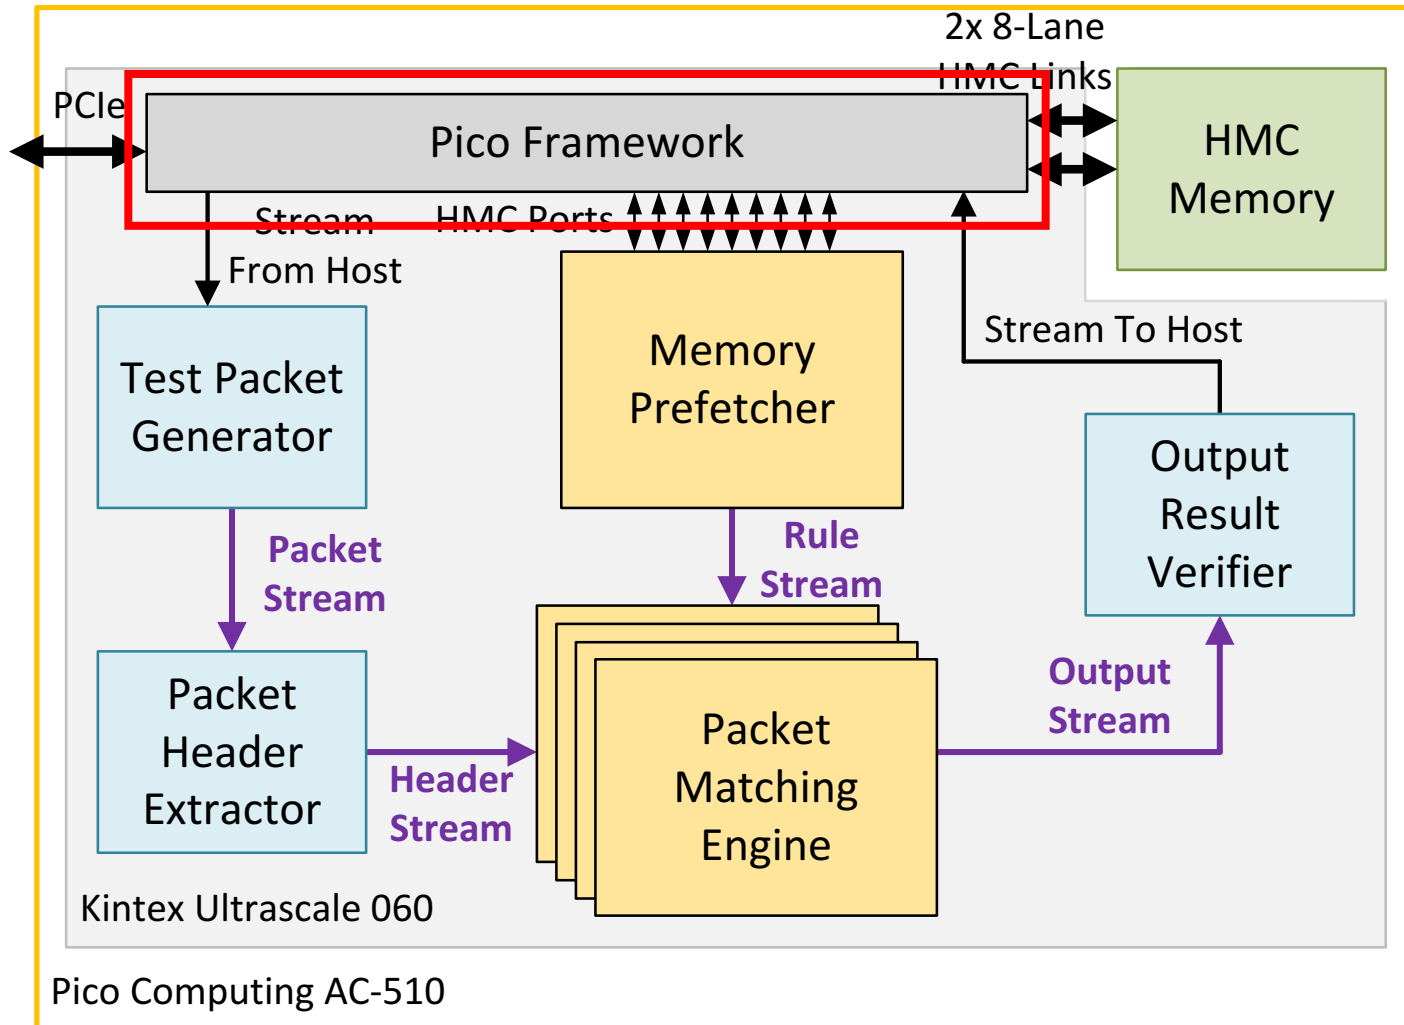 2x 8-Lane
HMC Links
PCIe
Pico Framework
HMC
Memory
Stream
From Host
HMC Ports
Stream To Host
Test Packet
Generator
Memory
Prefetcher
Output
Result
Verifier
Packet
Stream
Rule
Stream
Packet
Header
Extractor
Header
Stream
Packet
Matching
Engine
Output
Stream
Kintex Ultrascale 060
Pico Computing AC-510